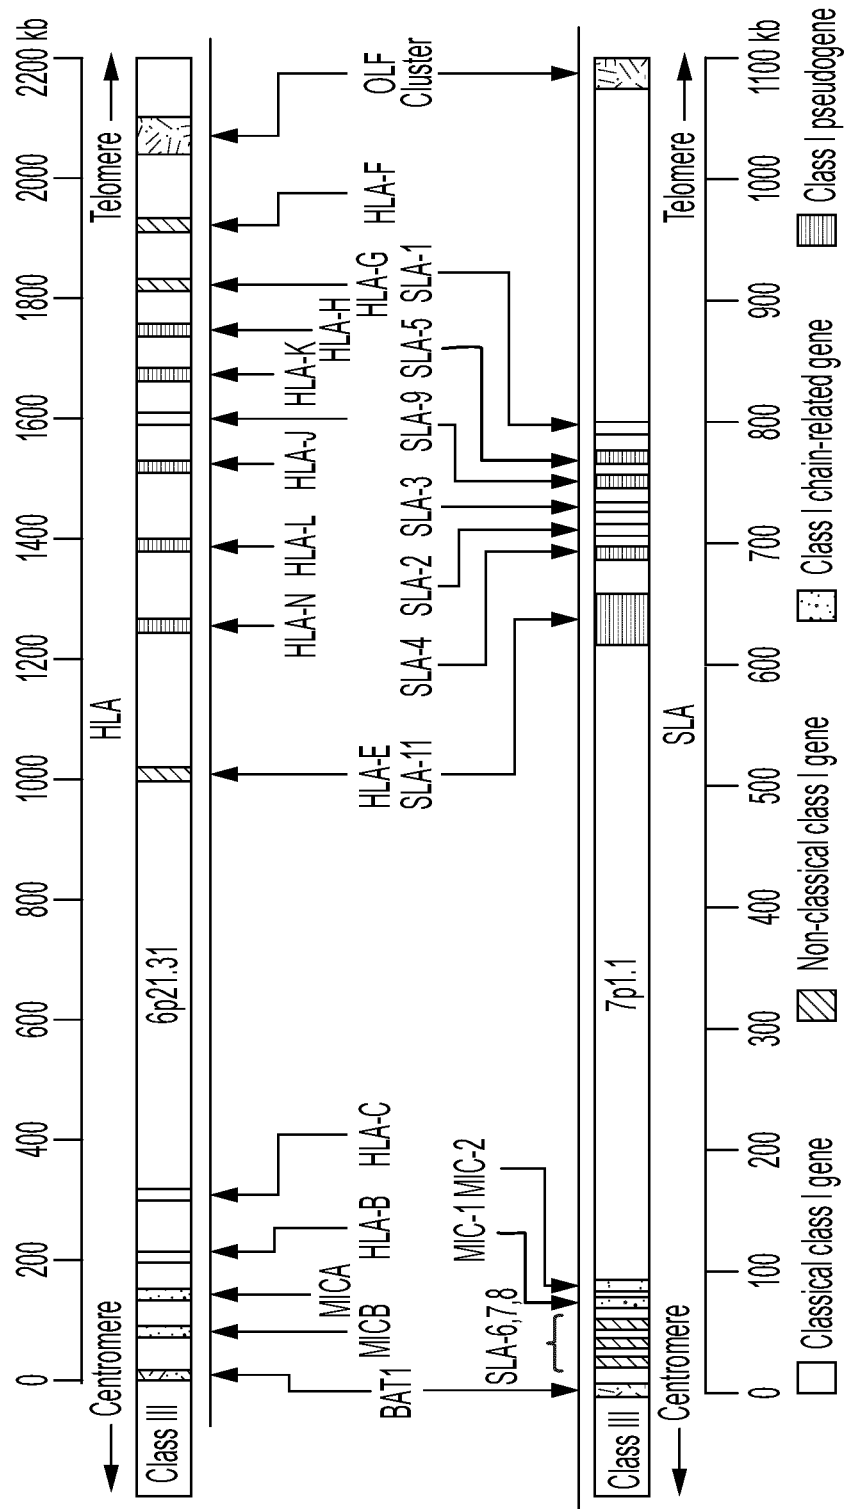 0 200 400 600 800 1000 1200 1400 1600 1800 2000 2200 kb
Centromere HLA Telomere
Class III 6p21.31
BAT1
MICB
MICA
HLA-B
HLA-C
HLA-E
HLA-N
HLA-L
HLA-J
HLA-K
HLA-H
HLA-G
HLA-F
OLF
Cluster
SLA-6,7,8
MIC-1
MIC-2
SLA-11
SLA-4
SLA-2
SLA-3
SLA-9
SLA-5
SLA-1
Class III 7p1.1
Centromere SLA Telomere
0 100 200 300 400 500 600 700 800 900 1000 1100 kb
Classical class I gene
Non-classical class I gene
Class I chain-related gene
Class I pseudogene